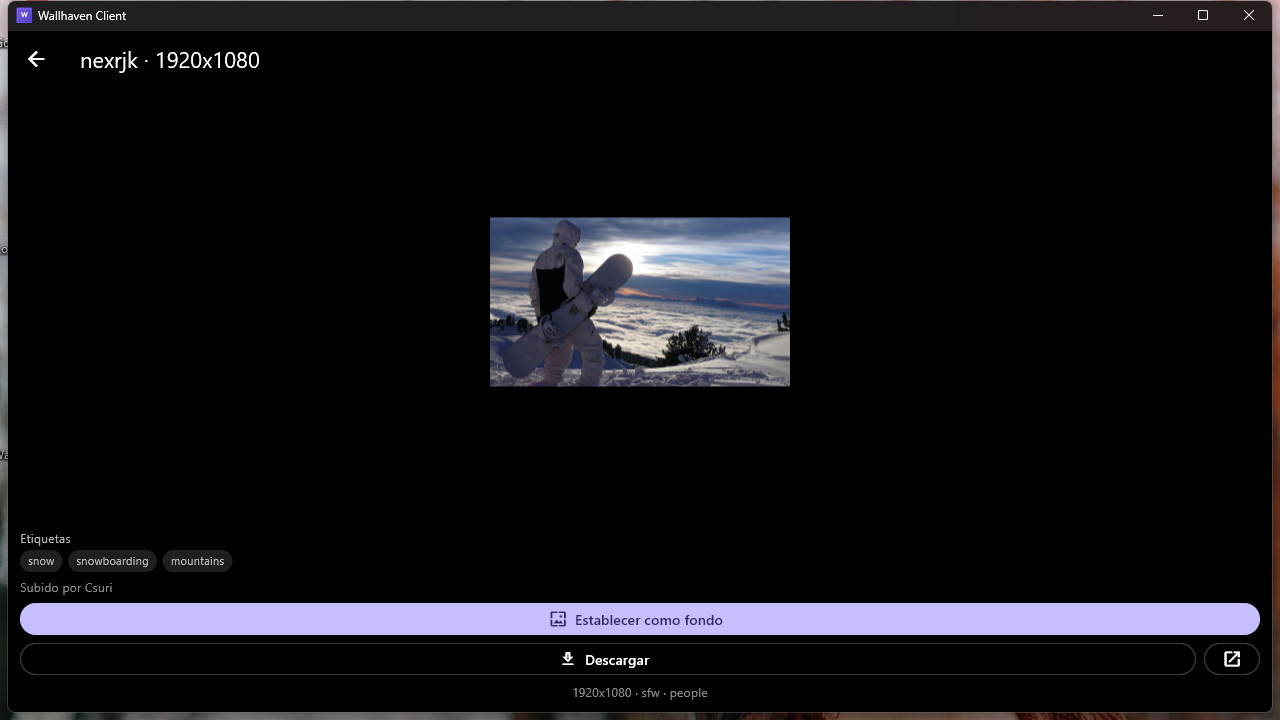 Wallhaven Client
nexrjk · 1920x1080
Etiquetas
snow snowboarding mountains
Subido por Csuri
Establecer como fondo
Descargar
1920x1080 · sfw · people